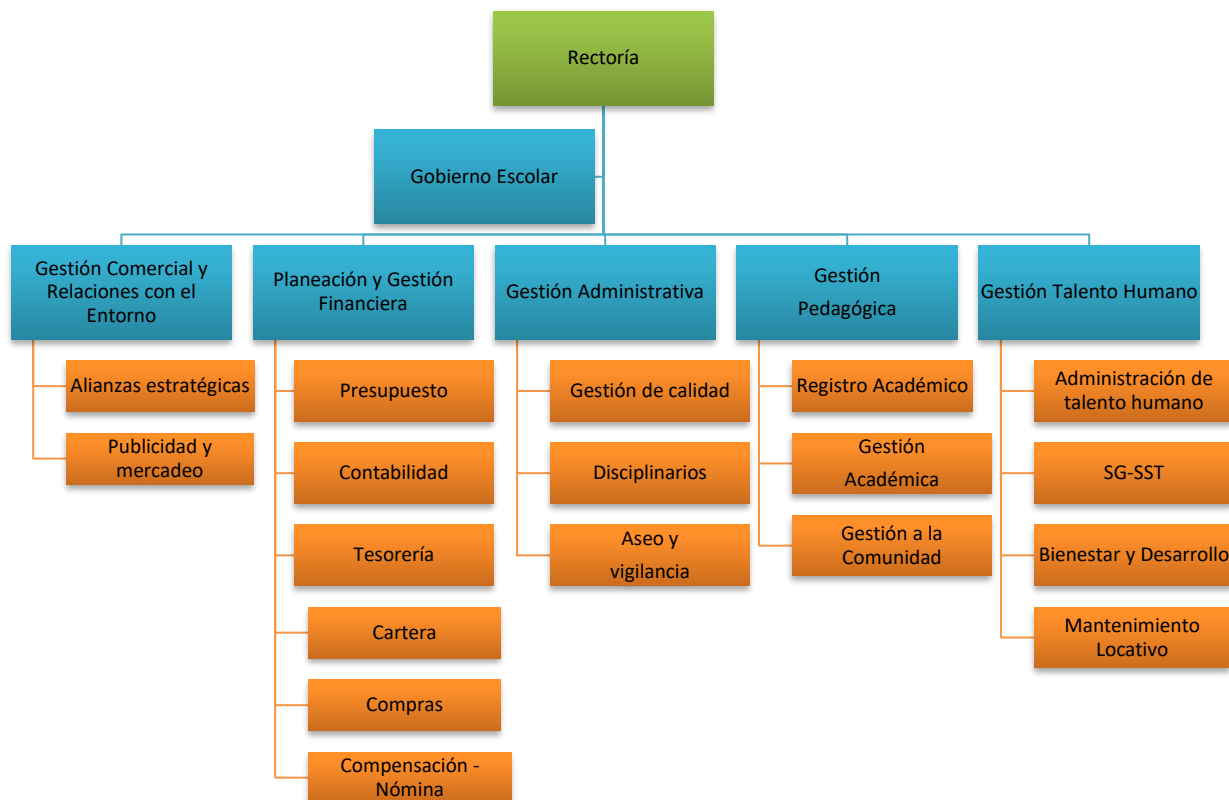 Rectoría
Gobierno Escolar
Gestión Comercial y
Relaciones con el
Entorno
Alianzas estratégicas
Publicidad y
mercadeo
Planeación y Gestión
Financiera
Presupuesto
Contabilidad
Tesorería
Cartera
Compras
Compensación -
Nómina
Gestión Administrativa
Gestión de calidad
Disciplinarios
Aseo y
vigilancia
Gestión
Pedagógica
Registro Académico
Gestión
Académica
Gestión a la
Comunidad
Gestión Talento Humano
Administración de
talento humano
SG-SST
Bienestar y Desarrollo
Mantenimiento
Locativo